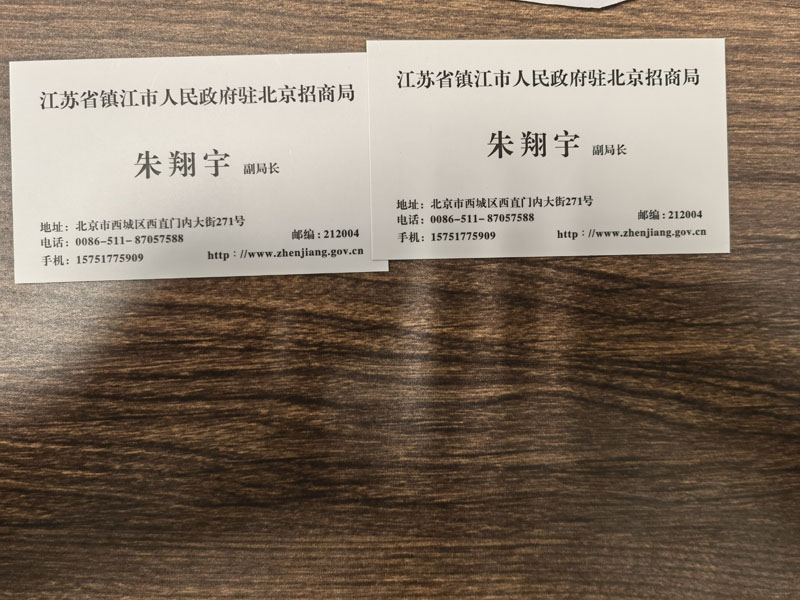 江苏省镇江市人民政府驻北京招商局
朱翔宇 副局长
地址：北京市西城区西直门内大街271号
电话：0086-511-87057588 邮编：212004
手机：15751775909 http://www.zhenjiang.gov.cn
江苏省镇江市人民政府驻北京招商局
朱翔宇 副局长
地址：北京市西城区西直门内大街271号
电话：0086-511-87057588 邮编：212004
手机：15751775909 http://www.zhenjiang.gov.cn